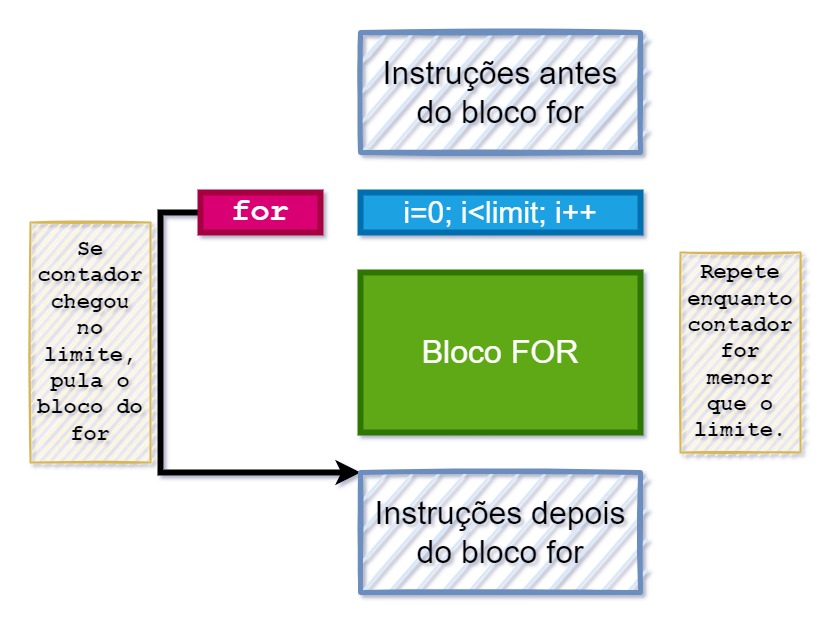 Instruções antes
do bloco for
for
i=0; i<limit; i++
Se
contador
chegou
no
limite,
pula o
bloco do
for
Bloco FOR
Repete
enquanto
contador
for
menor
que o
limite.
Instruções depois
do bloco for